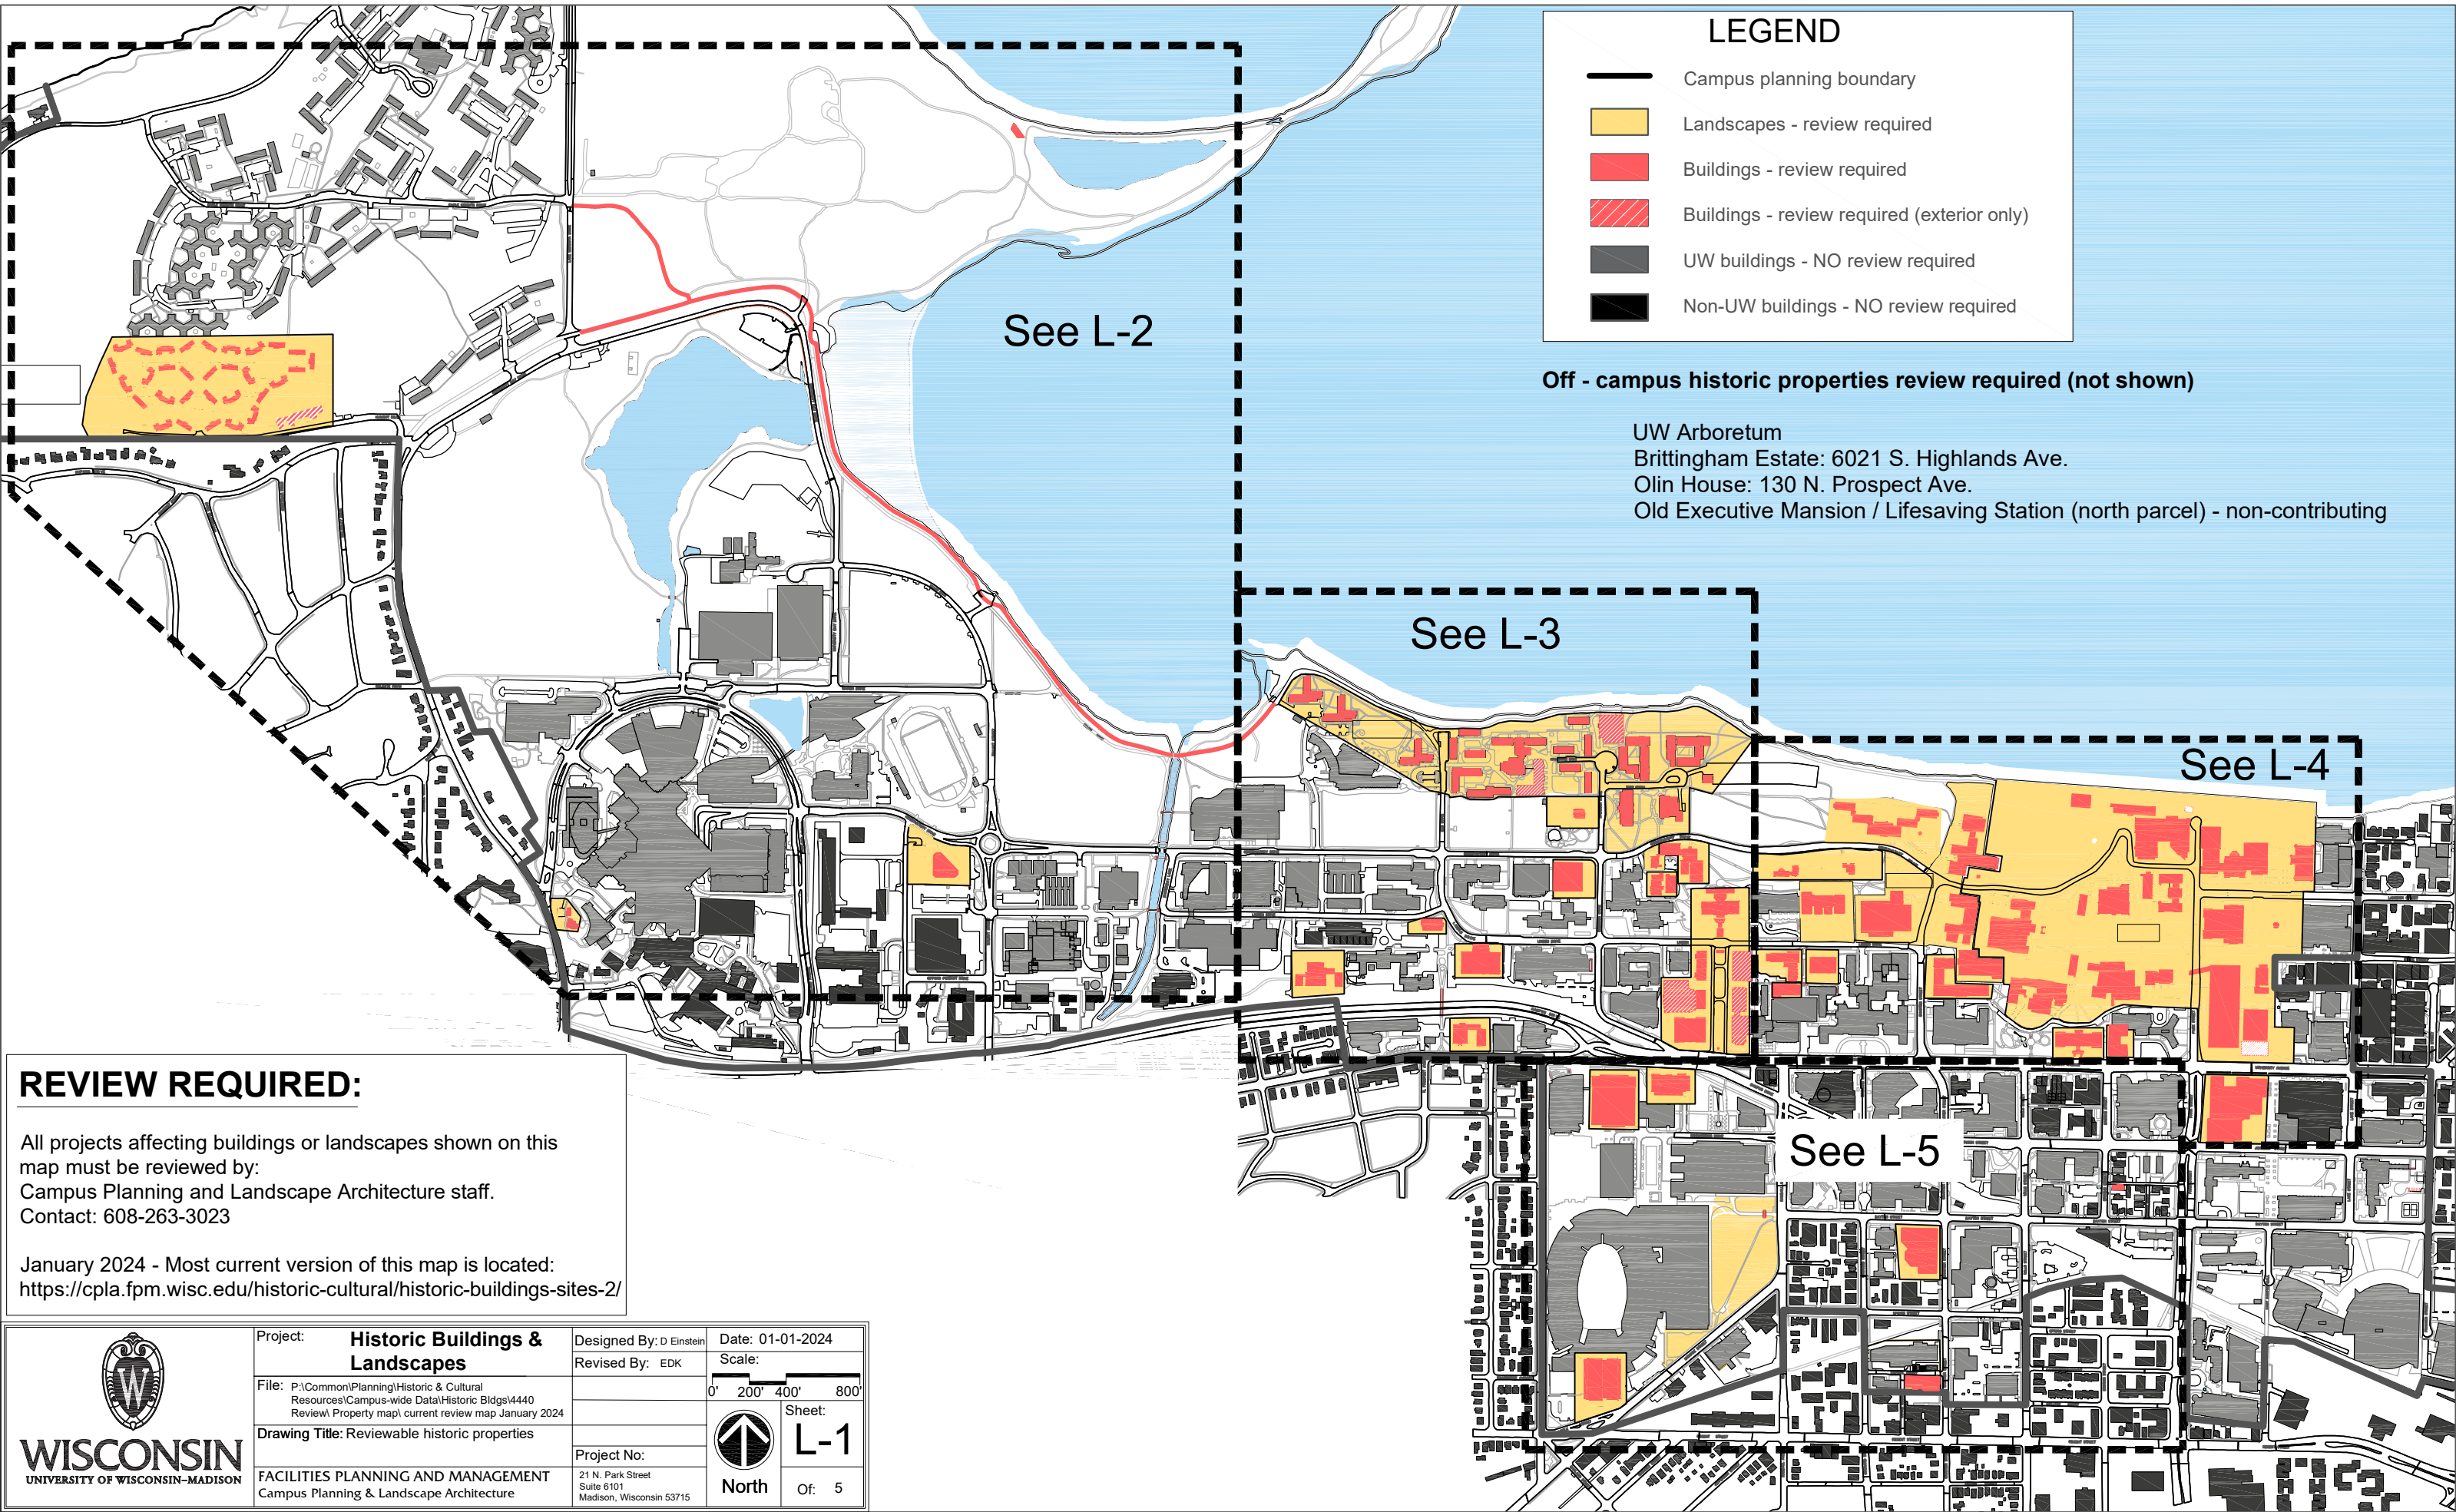 LEGEND
Campus planning boundary
Landscapes - review required
Buildings - review required
Buildings - review required (exterior only)
UW buildings - NO review required
Non-UW buildings - NO review required
Off - campus historic properties review required (not shown)
UW Arboretum
Brittingham Estate: 6021 S. Highlands Ave.
Olin House: 130 N. Prospect Ave.
Old Executive Mansion / Lifesaving Station (north parcel) - non-contributing
See L-2
See L-3
See L-4
See L-5
REVIEW REQUIRED:
All projects affecting buildings or landscapes shown on this
map must be reviewed by:
Campus Planning and Landscape Architecture staff.
Contact: 608-263-3023
January 2024 - Most current version of this map is located:
https://cpla.fpm.wisc.edu/historic-cultural/historic-buildings-sites-2/
W
WISCONSIN
UNIVERSITY OF WISCONSIN–MADISON
Project: Historic Buildings &
Landscapes
File: P:\Common\Planning\Historic & Cultural
Resources\Campus-wide Data\Historic Bldgs\4440
Review\ Property map\ current review map January 2024
Drawing Title: Reviewable historic properties
FACILITIES PLANNING AND MANAGEMENT
Campus Planning & Landscape Architecture
Designed By: D Einstein
Revised By: EDK
Project No:
21 N. Park Street
Suite 6101
Madison, Wisconsin 53715
Date: 01-01-2024
Scale:
0' 200' 400' 800'
North
Sheet:
L-1
Of: 5